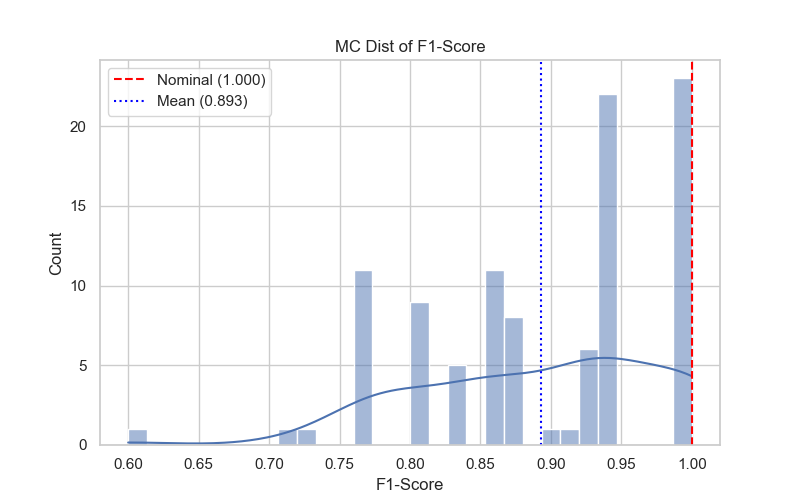 MC Dist of F1-Score
Nominal (1.000)
Mean (0.893)
Count
20
15
10
5
0
0.60 0.65 0.70 0.75 0.80 0.85 0.90 0.95 1.00
F1-Score